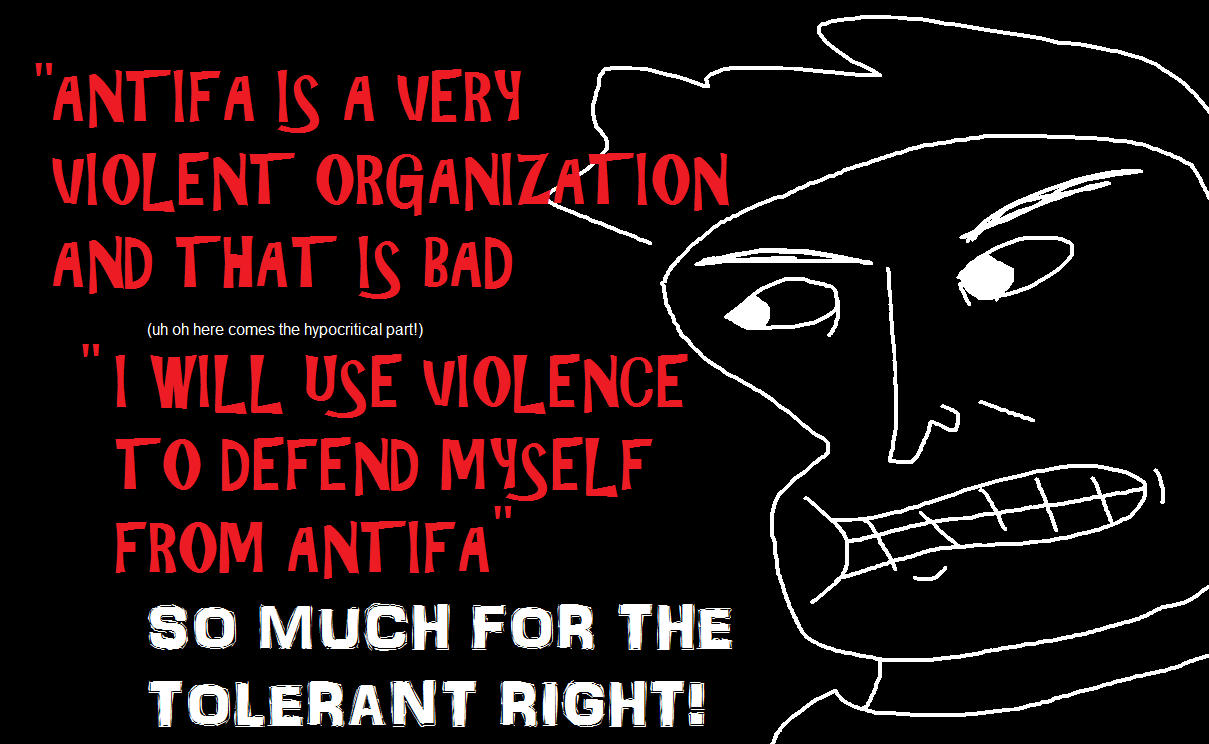 "ANTIFA IS A VERY
VIOLENT ORGANIZATION
AND THAT IS BAD
(uh oh here comes the hypocritical part!)
" I WILL USE VIOLENCE
TO DEFEND MYSELF
FROM ANTIFA"
SO MUCH FOR THE
TOLERANT RIGHT!